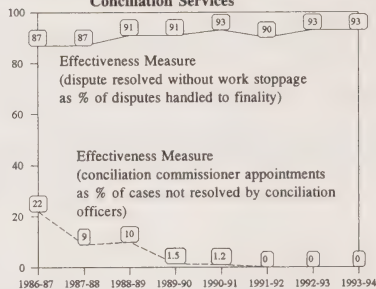 Conciliation Services
100
87 87 91 91 93 90 93 93
80
Effectiveness Measure
(dispute resolved without work stoppage
as % of disputes handled to finality)
60
40
Effectiveness Measure
(conciliation commissioner appointments
as % of cases not resolved by conciliation
officers)
22
20
9 10 1.5 1.2 0 0 0
0
1986-87 1987-88 1988-89 1989-90 1990-91 1991-92 1992-93 1993-94